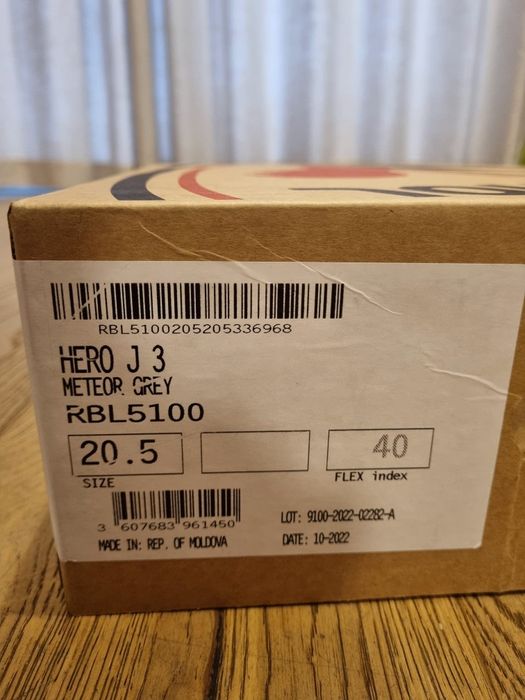 RBL5100205205336968
HERO J 3
METEOR GREY
RBL5100
20.5
40
SIZE
FLEX index
3 607683 961450
LOT: 9100-2022-02282-A
MADE IN: REP. OF MOLDOVA
DATE: 10-2022